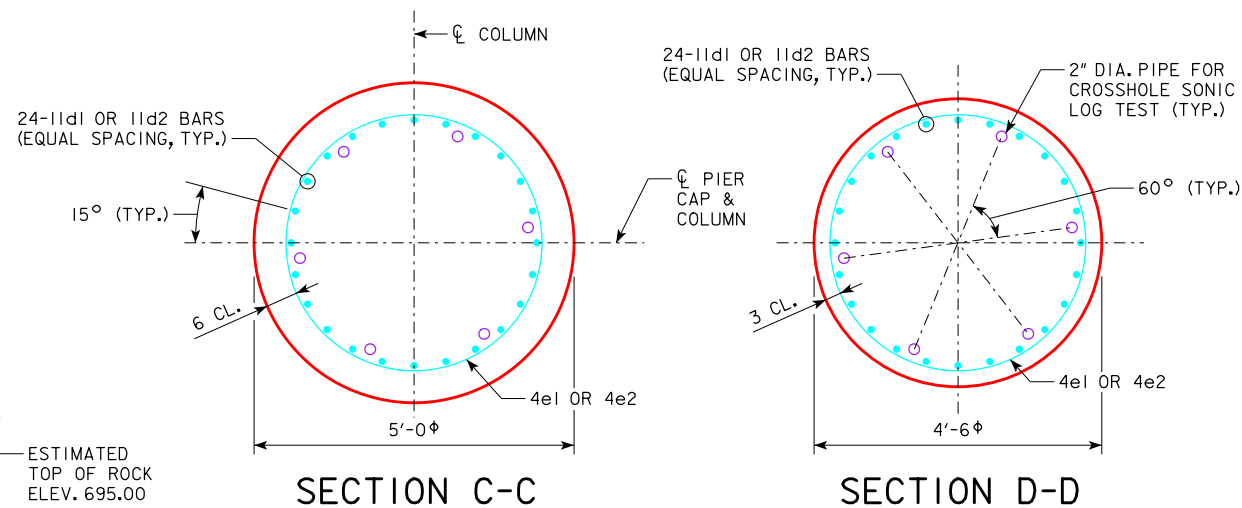 ℄ COLUMN
24-11d1 OR 11d2 BARS
(EQUAL SPACING, TYP.)
15° (TYP.)
℄ PIER
CAP &
COLUMN
6 CL.
4e1 OR 4e2
5'-0ϕ
ESTIMATED
TOP OF ROCK
ELEV. 695.00
SECTION C-C
24-11d1 OR 11d2 BARS
(EQUAL SPACING, TYP.)
2" DIA. PIPE FOR
CROSSHOLE SONIC
LOG TEST (TYP.)
60° (TYP.)
3 CL.
4e1 OR 4e2
4'-6ϕ
SECTION D-D